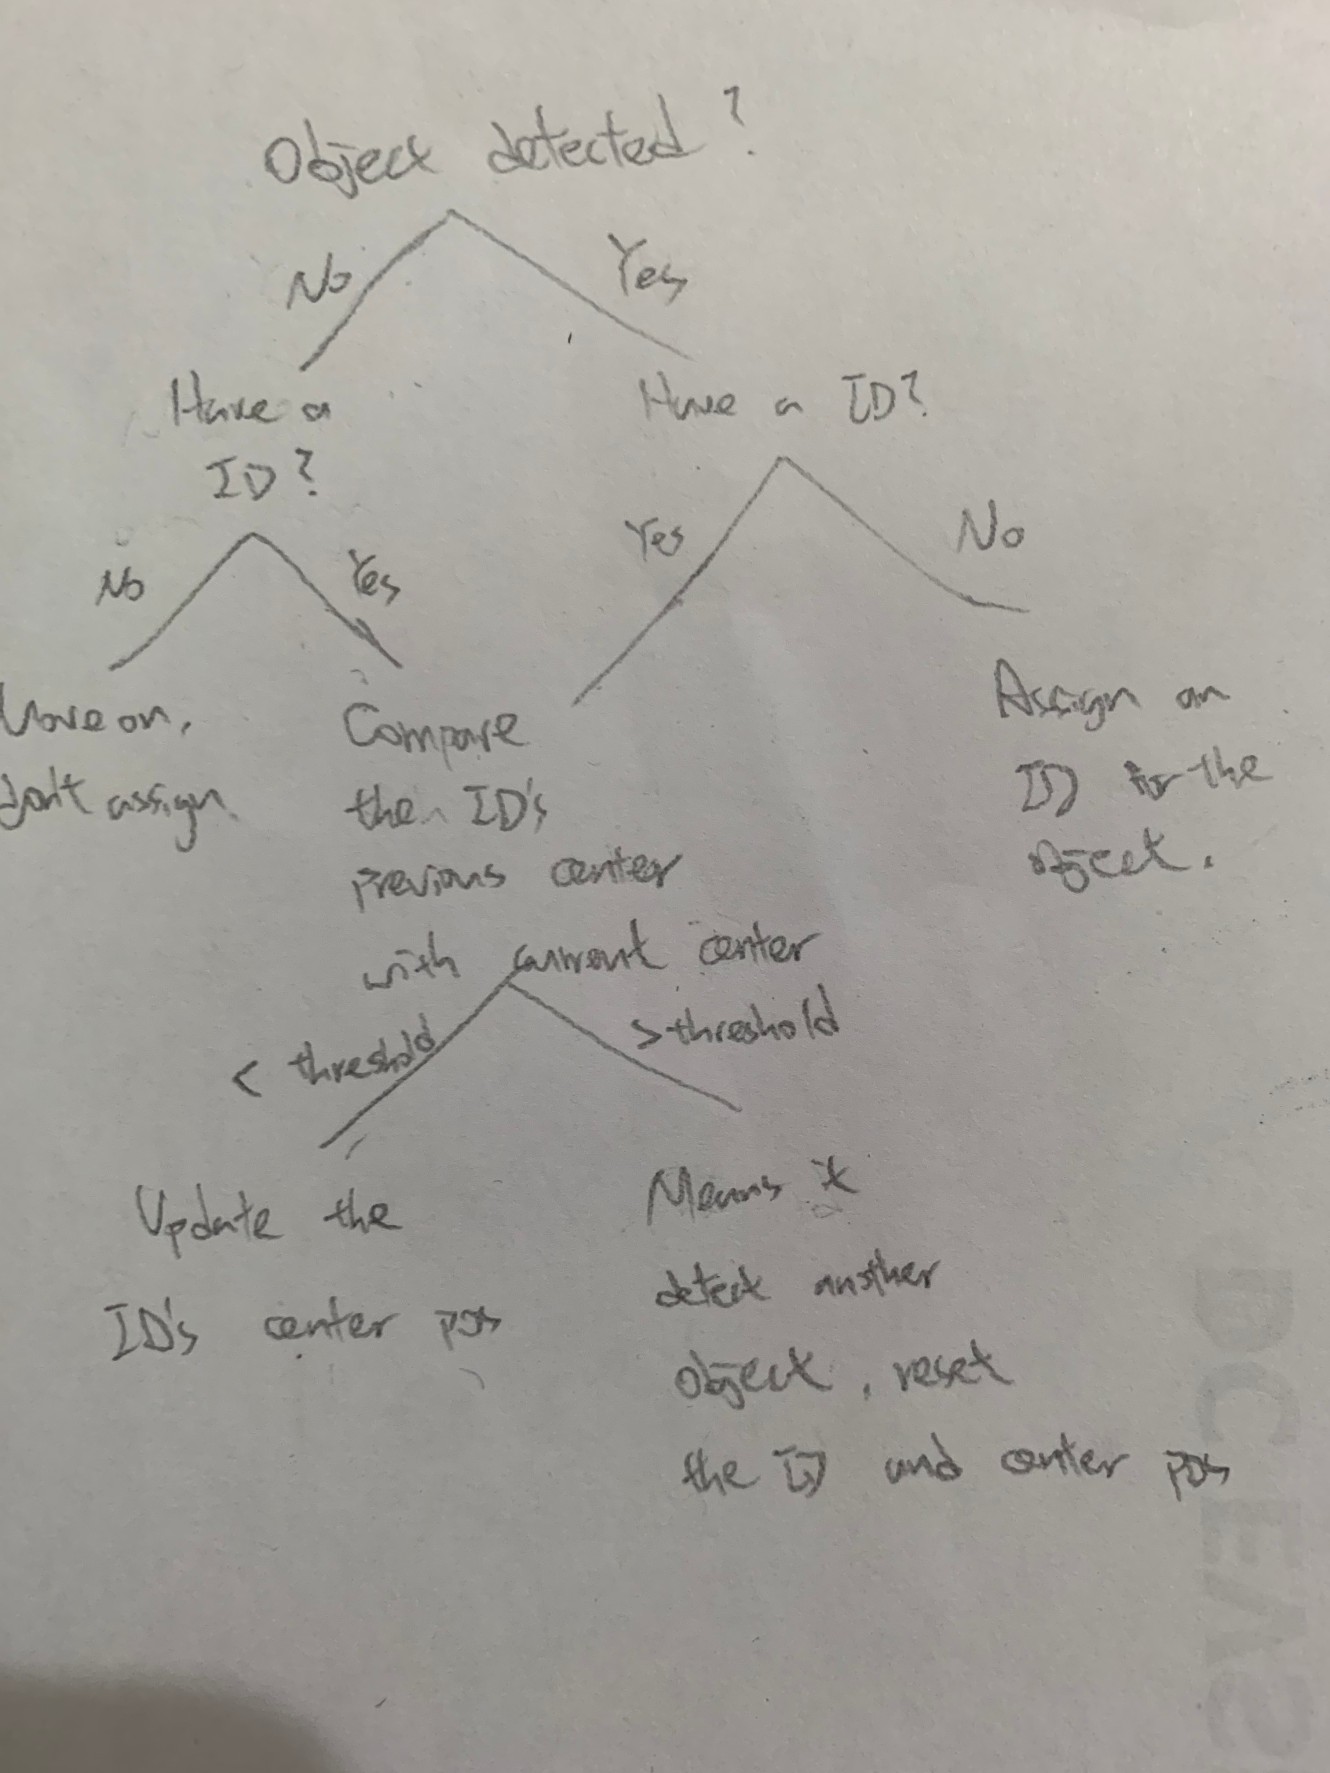 Object detected?
No
Yes
Have a
ID?
Have a ID?
No
Yes
Yes
No
Move on,
don't assign
Compare
the ID's
previous center
with current center
Assign an
ID for the
object.
< threshold
> threshold
Update the
ID's center pos
Means it
detect another
object, reset
the ID and center pos